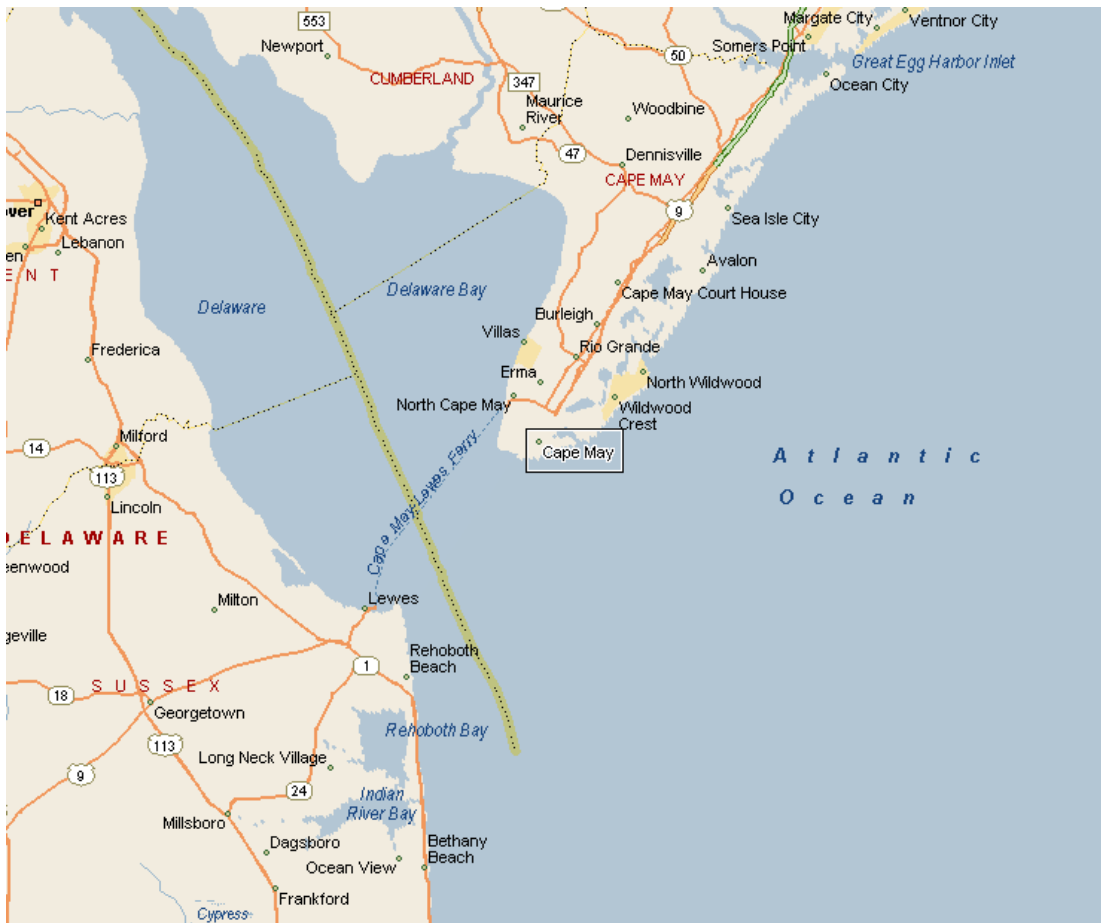 553
Newport
Margate City
Ventnor City
Somers Point
50
Great Egg Harbor Inlet
CUMBERLAND
347
Ocean City
Maurice
River
Woodbine
47
Dennisville
CAPE MAY
over
Kent Acres
9
Sea Isle City
Lebanon
en
ENT
Avalon
Delaware
Delaware Bay
Cape May Court House
Burleigh
Villas
Frederica
Rio Grande
Erma
North Wildwood
North Cape May
Wildwood
Crest
Milford
14
Cape May
Atlantic
Ocean
113
Lincoln
Cape May-Lewes Ferry
DELAWARE
eenwood
Milton
Lewes
geville
Rehoboth
Beach
1
18
SUSSEX
Georgetown
Rehoboth Bay
113
Long Neck Village
9
24
Indian
River Bay
Millsboro
Dagsboro
Bethany
Beach
Ocean View
Frankford
Cypress